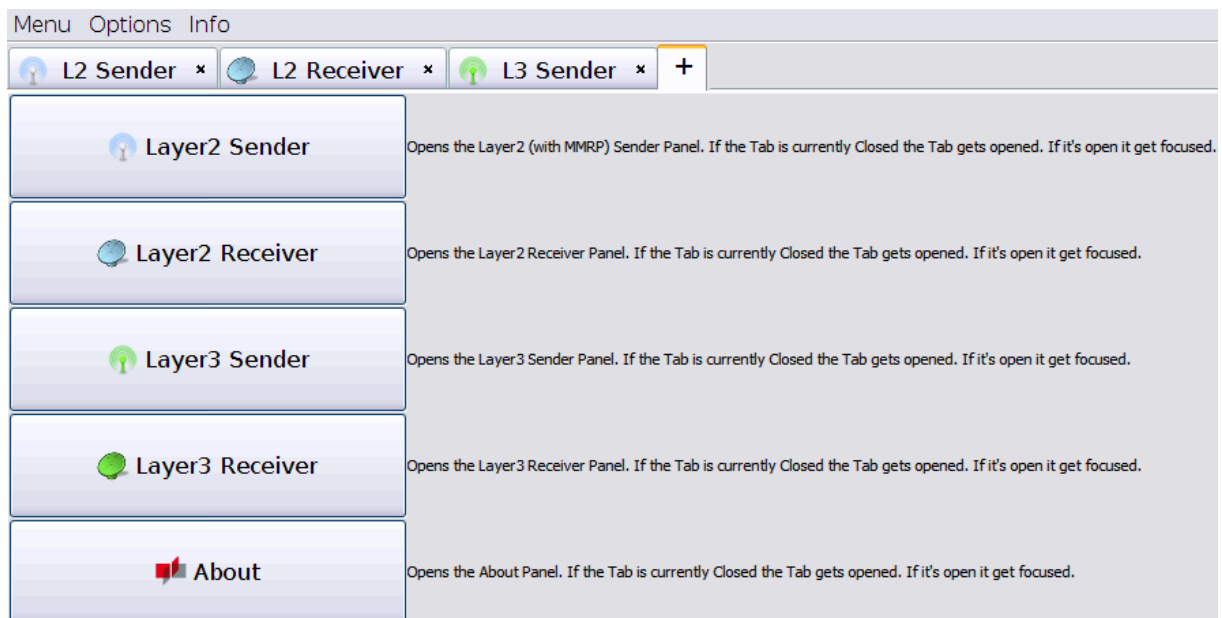 Menu Options Info
L2 Sender × L2 Receiver × L3 Sender × +
Layer2 Sender Opens the Layer2 (with MMRP) Sender Panel. If the Tab is currently Closed the Tab gets opened. If it's open it get focused.
Layer2 Receiver Opens the Layer2 Receiver Panel. If the Tab is currently Closed the Tab gets opened. If it's open it get focused.
Layer3 Sender Opens the Layer3 Sender Panel. If the Tab is currently Closed the Tab gets opened. If it's open it get focused.
Layer3 Receiver Opens the Layer3 Receiver Panel. If the Tab is currently Closed the Tab gets opened. If it's open it get focused.
About Opens the About Panel. If the Tab is currently Closed the Tab gets opened. If it's open it get focused.